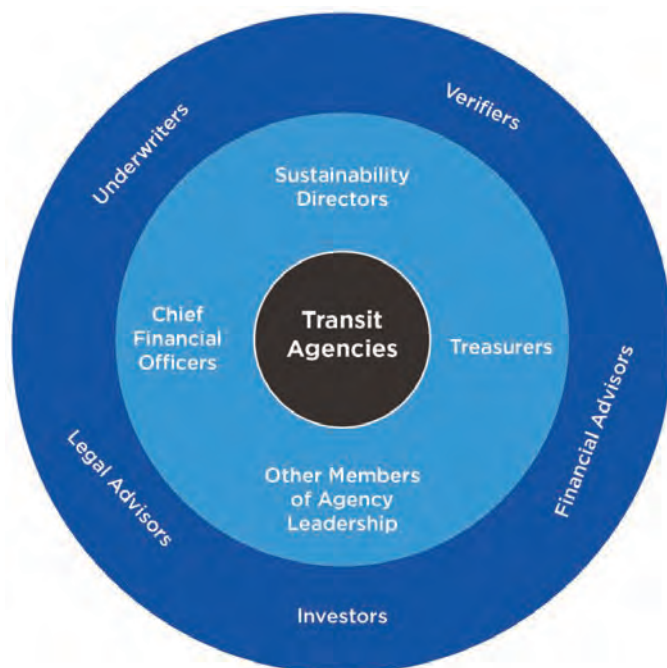 Underwriters
Verifiers
Sustainability
Directors
Chief
Financial
Officers
Transit
Agencies
Treasurers
Financial Advisors
Legal Advisors
Other Members
of Agency
Leadership
Investors